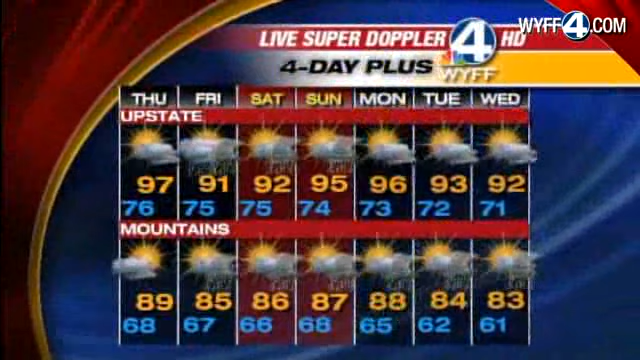 WYFF4.COM
LIVE SUPER DOPPLER 4 HD
4-DAY PLUS WYFF
THU FRI SAT SUN MON TUE WED
UPSTATE
97 91 92 95 96 93 92
76 75 75 74 73 72 71
MOUNTAINS
89 85 86 87 88 84 83
68 67 66 68 65 62 61